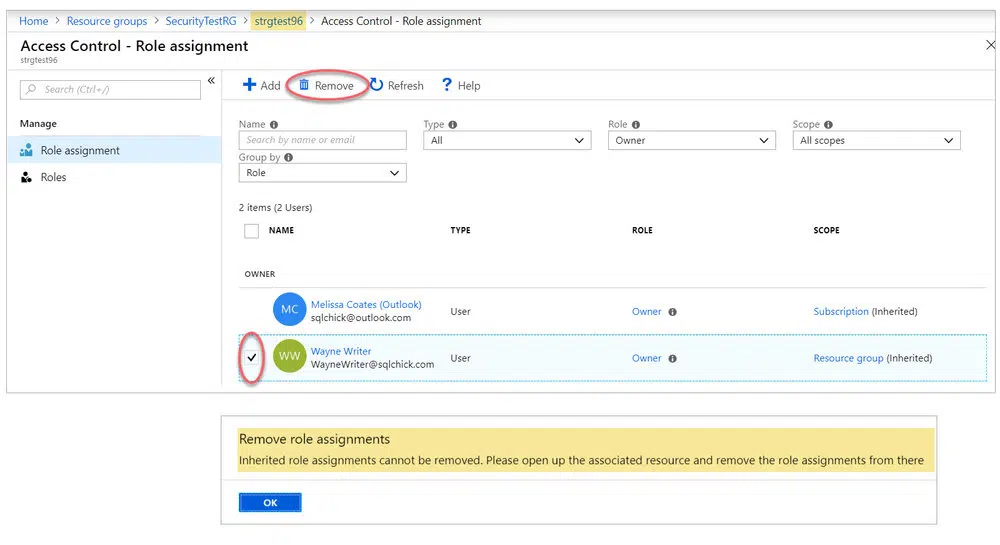 Home > Resource groups > SecurityTestRG > strgtest96 > Access Control - Role assignment
Access Control - Role assignment
strgtest96
Search (Ctrl+/)
Manage
Role assignment
Roles
Add Remove Refresh ? Help
Name Type Role Scope
Search by name or email All Owner All scopes
Group by
Role
2 items (2 Users)
NAME TYPE ROLE SCOPE
OWNER
MC Melissa Coates (Outlook) User Owner Subscription (Inherited)
sqlchick@outlook.com
WW Wayne Writer User Owner Resource group (Inherited)
WayneWriter@sqlchick.com
Remove role assignments
Inherited role assignments cannot be removed. Please open up the associated resource and remove the role assignments from there
OK